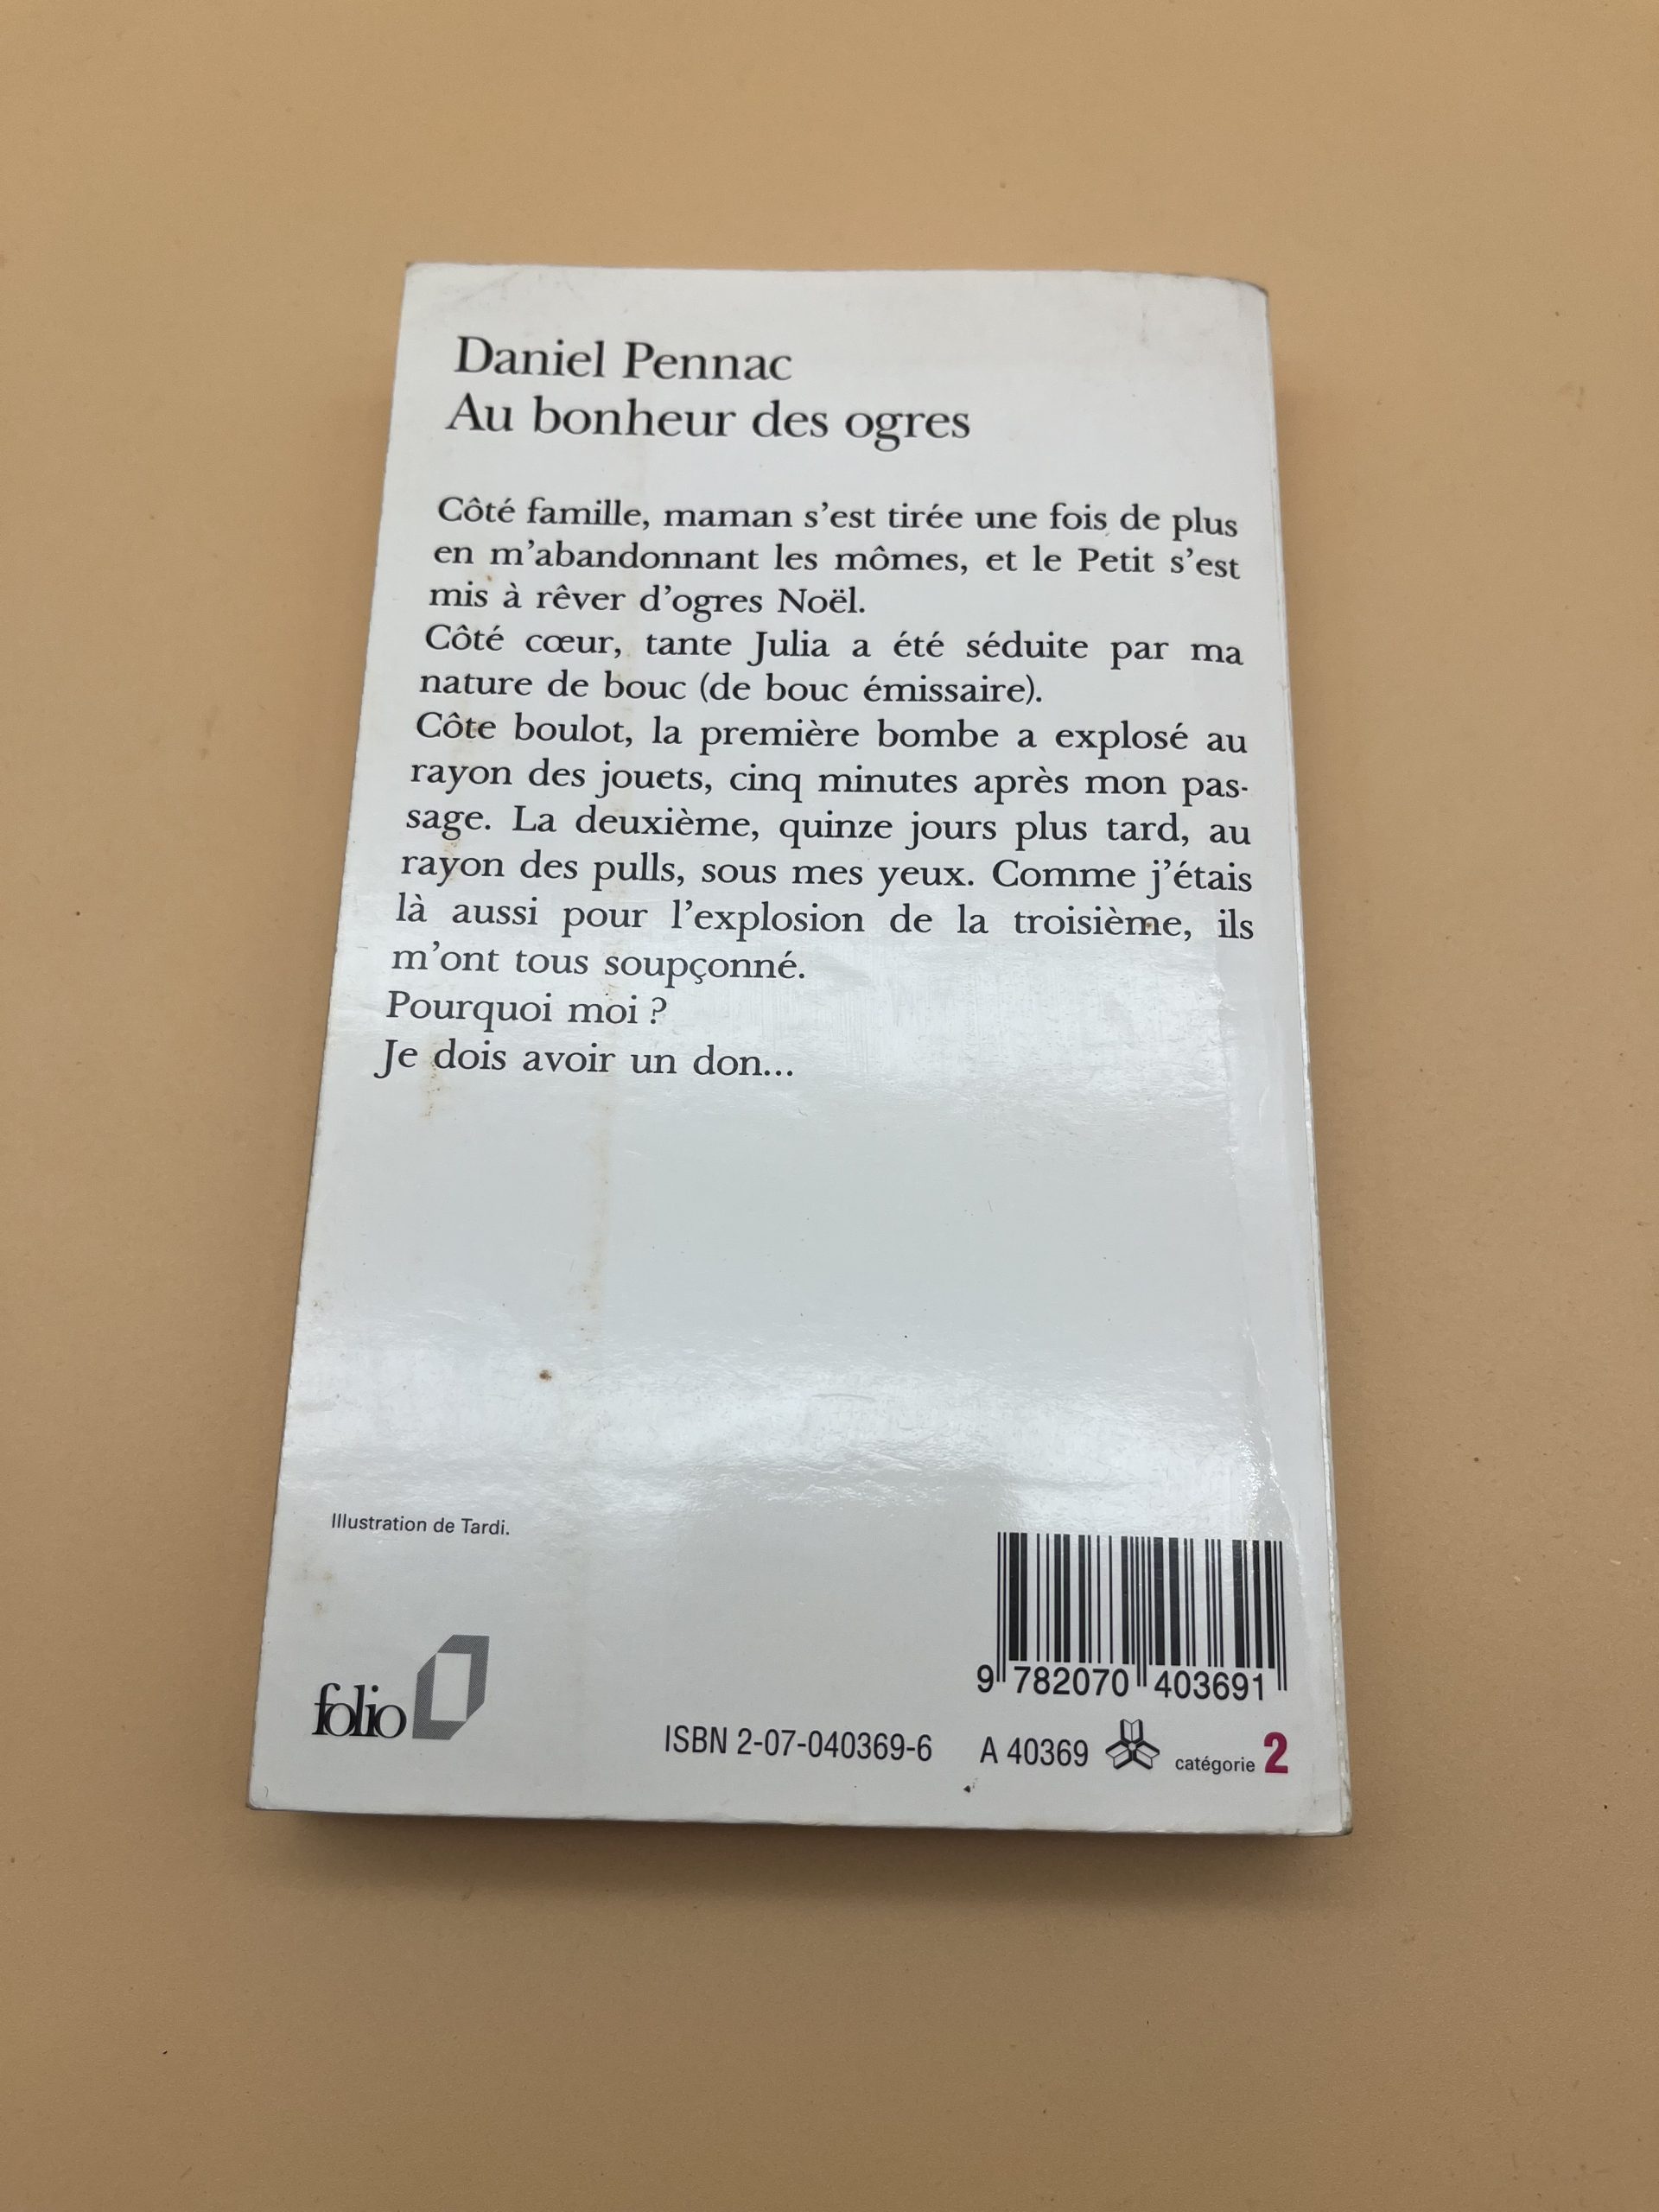 Daniel Pennac
Au bonheur des ogres
Côté famille, maman s'est tirée une fois de plus
en m'abandonnant les mômes, et le Petit s'est
mis à rêver d'ogres Noël.
Côté cœur, tante Julia a été séduite par ma
nature de bouc (de bouc émissaire).
Côte boulot, la première bombe a explosé au
rayon des jouets, cinq minutes après mon pas-
sage. La deuxième, quinze jours plus tard, au
rayon des pulls, sous mes yeux. Comme j'étais
là aussi pour l'explosion de la troisième, ils
m'ont tous soupçonné.
Pourquoi moi ?
Je dois avoir un don...
Illustration de Tardi.
9 782070 403691
folio
ISBN 2-07-040369-6 A 40369 catégorie 2